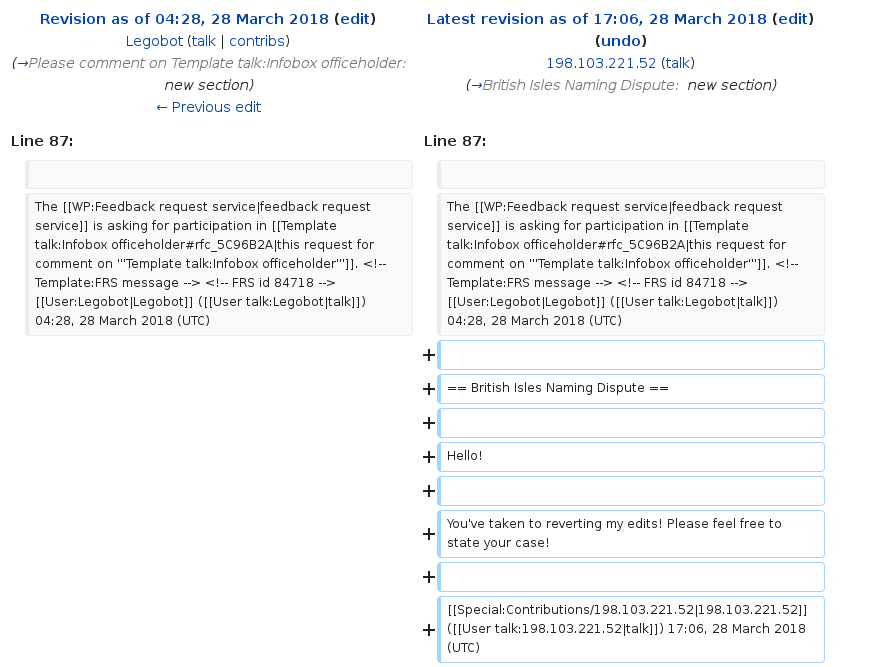 Revision as of 04:28, 28 March 2018 (edit)
Legobot (talk | contribs)
(→Please comment on Template talk:Infobox officeholder:
new section)
← Previous edit
Latest revision as of 17:06, 28 March 2018 (edit)
(undo)
198.103.221.52 (talk)
(→British Isles Naming Dispute: new section)
Line 87:
Line 87:
The [[WP:Feedback request service|feedback request
service]] is asking for participation in [[Template
talk:Infobox officeholder#rfc_5C96B2A|this request for
comment on '''Template talk:Infobox officeholder''']]. <!--
Template:FRS message --> <!-- FRS id 84718 -->
[[User:Legobot|Legobot]] ([[User talk:Legobot|talk]])
04:28, 28 March 2018 (UTC)
The [[WP:Feedback request service|feedback request
service]] is asking for participation in [[Template
talk:Infobox officeholder#rfc_5C96B2A|this request for
comment on '''Template talk:Infobox officeholder''']]. <!--
Template:FRS message --> <!-- FRS id 84718 -->
[[User:Legobot|Legobot]] ([[User talk:Legobot|talk]])
04:28, 28 March 2018 (UTC)
+
+ == British Isles Naming Dispute ==
+
+ Hello!
+
+ You've taken to reverting my edits! Please feel free to
state your case!
+
+ [[Special:Contributions/198.103.221.52|198.103.221.52]]
([[User talk:198.103.221.52|talk]]) 17:06, 28 March 2018
(UTC)